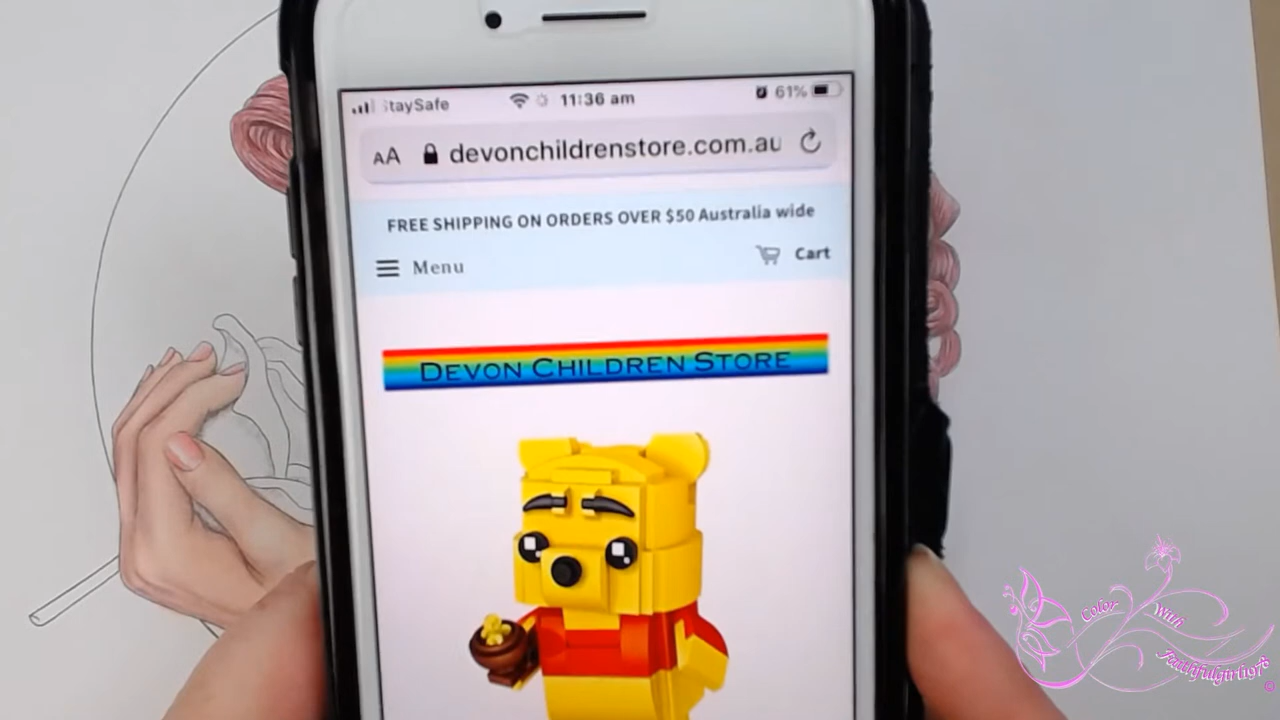 StaySafe 11:36 am 61%
AA devonchildrenstore.com.au
FREE SHIPPING ON ORDERS OVER $50 Australia wide
Menu Cart
DEVON CHILDREN STORE
Color With
Faithfulgirl1978 ©